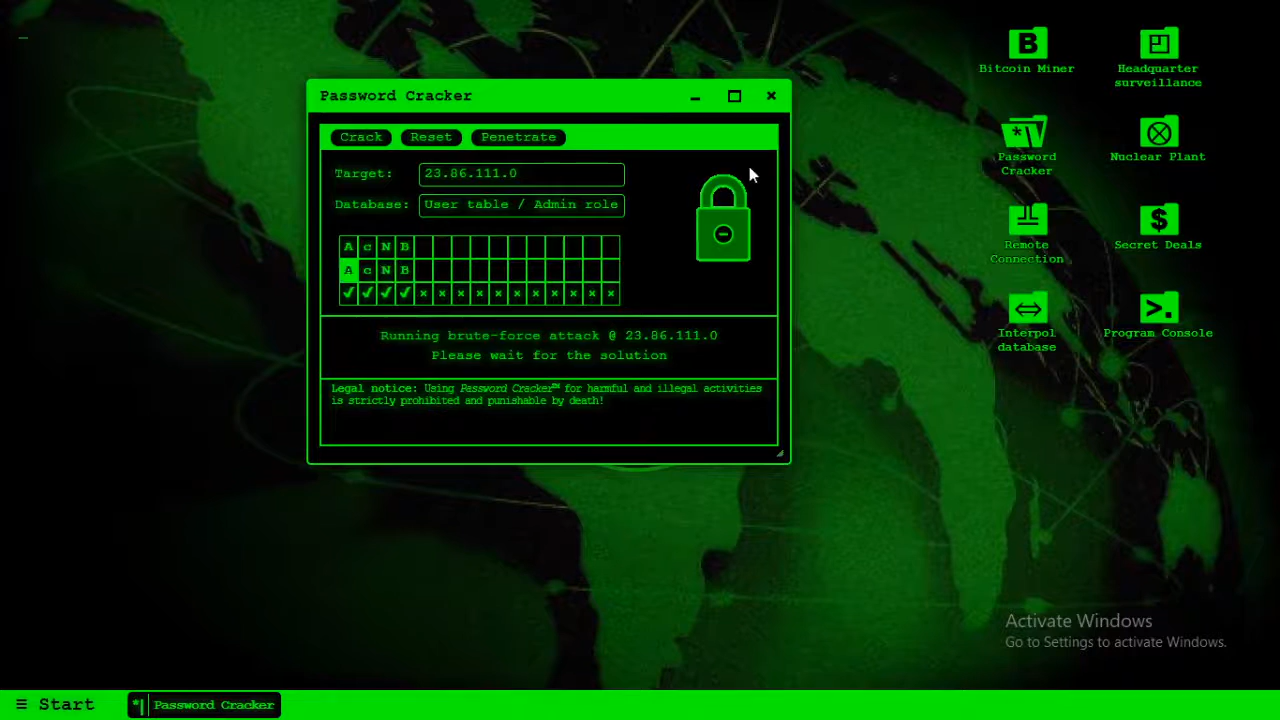 Bitcoin Miner
Headquarter
surveillance
Password Cracker
Crack Reset Penetrate
Target: 23.86.111.0
Database: User table / Admin role
A c N B
A c N B
✓ ✓ ✓ ✓ × × × × × × × × × × ×
Running brute-force attack @ 23.86.111.0
Please wait for the solution
Legal notice: Using Password Cracker™ for harmful and illegal activities
is strictly prohibited and punishable by death!
Password
Cracker
Nuclear Plant
Remote
Connection
Secret Deals
Interpol
database
Program Console
Activate Windows
Go to Settings to activate Windows.
≡ Start
Password Cracker